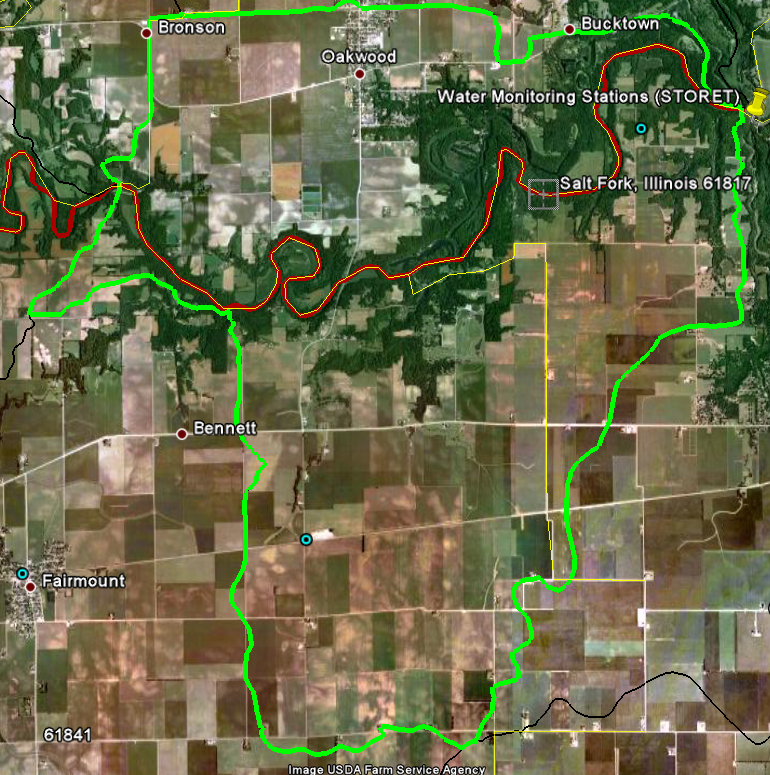 Bronson
Bucktown
Oakwood
Water Monitoring Stations (STORET)
Salt Fork, Illinois 61817
Bennett
Fairmount
61841
Image USDA Farm Service Agency